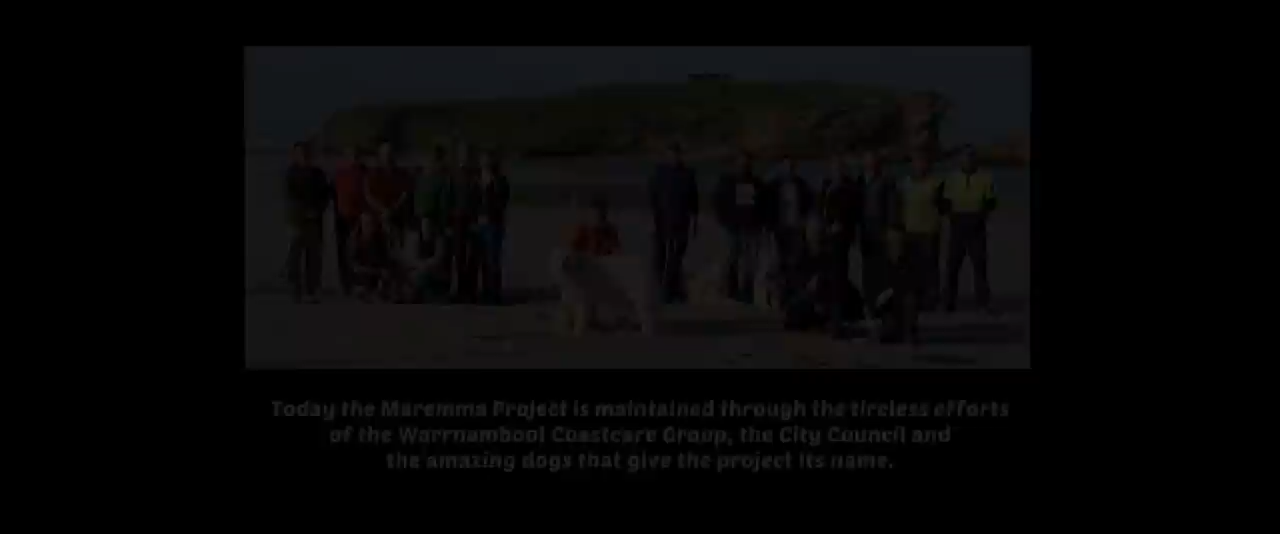 Today the Maremma Project is maintained through the tireless efforts
of the Warrnambool Coastcare Group, the City Council and
the amazing dogs that give the project its name.